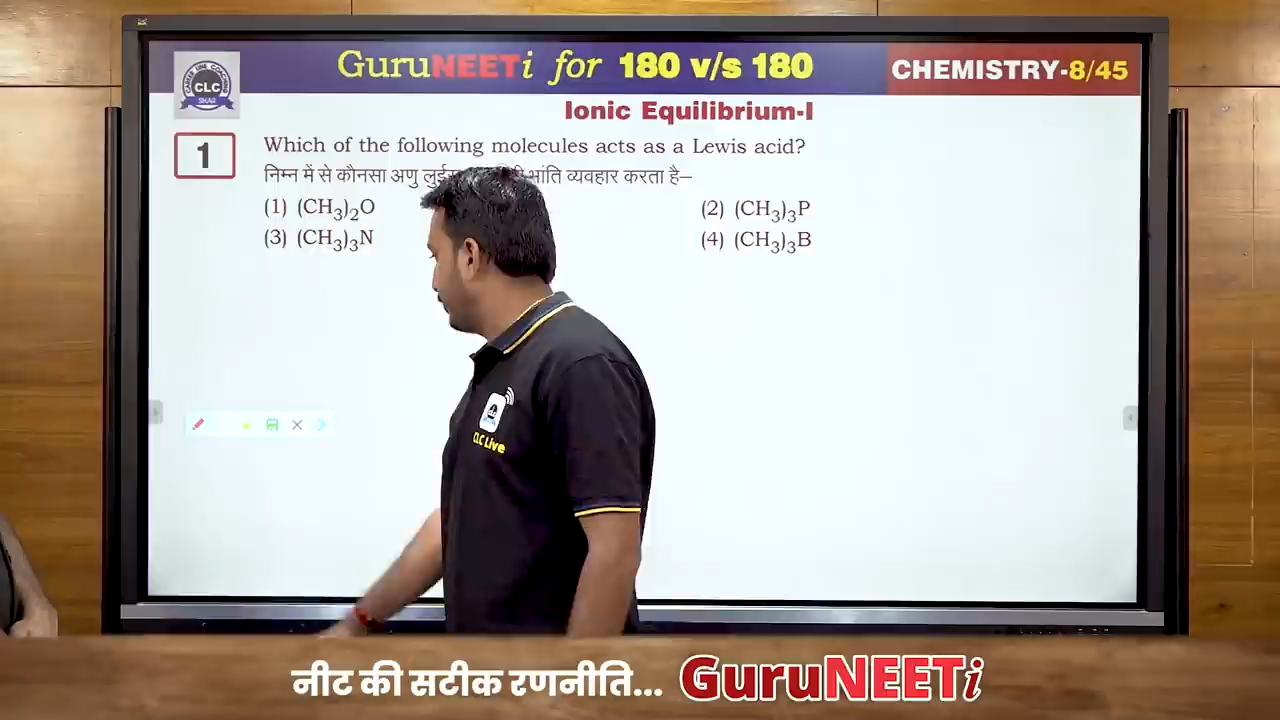 GuruNEETi for 180 v/s 180
CHEMISTRY-8/45
CLC
SIKAR
Ionic Equilibrium-I
1
Which of the following molecules acts as a Lewis acid?
निम्न में से कौनसा अणु भांति व्यवहार करता है–
(1) (CH₃)₂O
(2) (CH₃)₃P
(3) (CH₃)₃N
(4) (CH₃)₃B
CLC Live
नीट की सटीक रणनीति... GuruNEETi